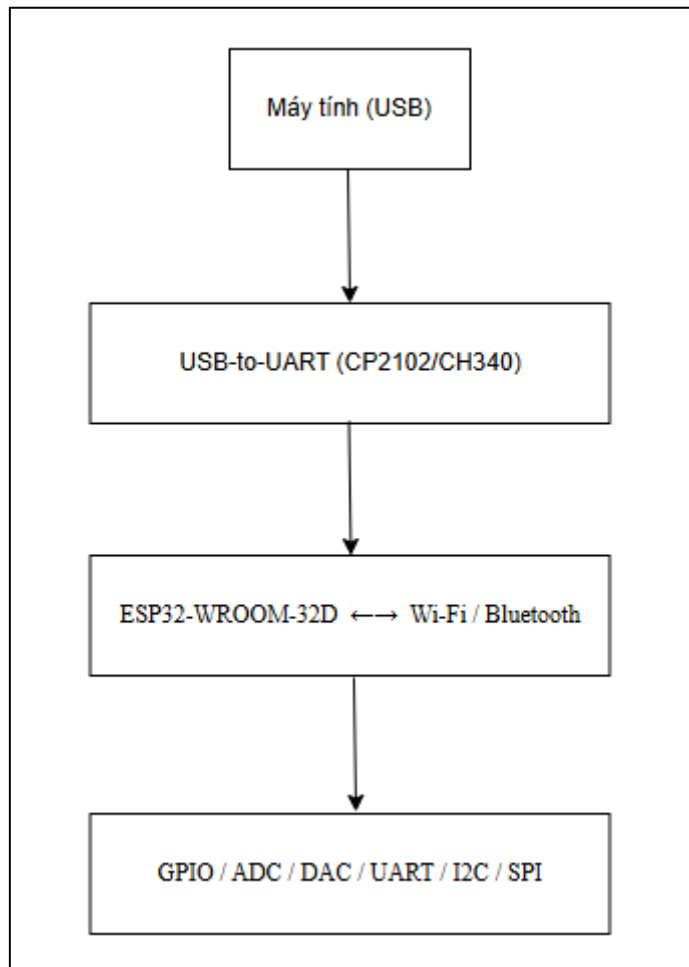 Máy tính (USB)
USB-to-UART (CP2102/CH340)
ESP32-WROOM-32D ←→ Wi-Fi / Bluetooth
GPIO / ADC / DAC / UART / I2C / SPI